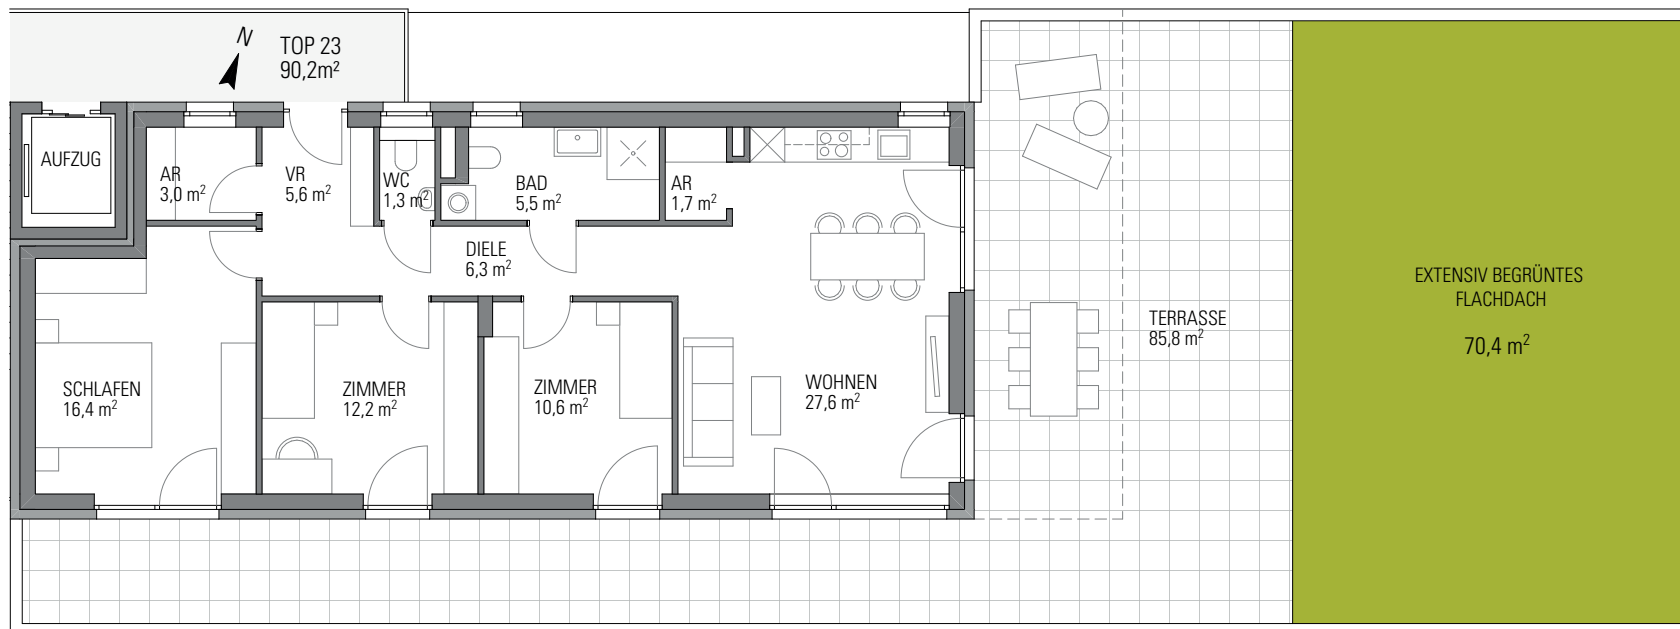 N
TOP 23
90,2m²
AUFZUG
AR
3,0 m²
VR
5,6 m²
WC
1,3 m²
BAD
5,5 m²
AR
1,7 m²
DIELE
6,3 m²
SCHLAFEN
16,4 m²
ZIMMER
12,2 m²
ZIMMER
10,6 m²
WOHNEN
27,6 m²
TERRASSE
85,8 m²
EXTENSIV BEGRÜNTES
FLACHDACH
70,4 m²